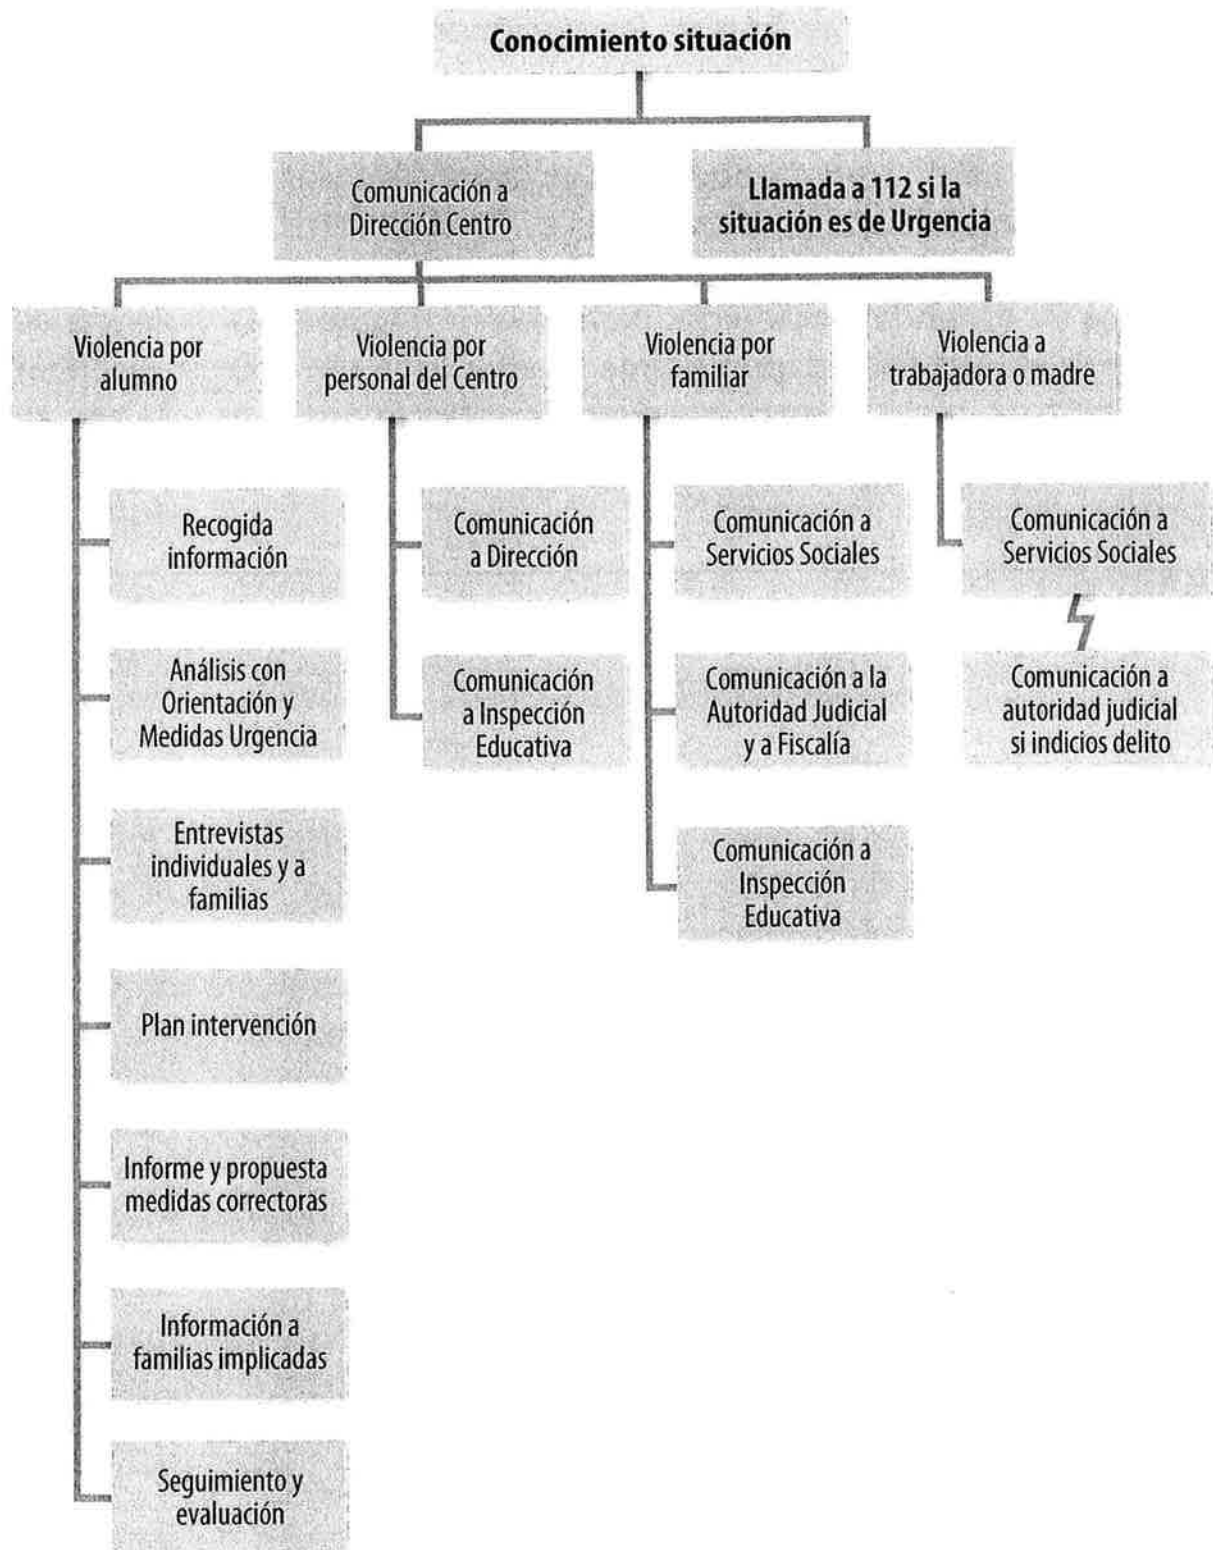 Conocimiento situación
Comunicación a
Dirección Centro
Llamada a 112 si la
situación es de Urgencia
Violencia por
alumno
Violencia por
personal del Centro
Violencia por
familiar
Violencia a
trabajadora o madre
Recogida
información
Análisis con
Orientación y
Medidas Urgencia
Entrevistas
individuales y a
familias
Plan intervención
Informe y propuesta
medidas correctoras
Información a
familias implicadas
Seguimiento y
evaluación
Comunicación
a Dirección
Comunicación
a Inspección
Educativa
Comunicación a
Servicios Sociales
Comunicación a la
Autoridad Judicial
y a Fiscalía
Comunicación a
Inspección
Educativa
Comunicación a
Servicios Sociales
Comunicación a
autoridad judicial
si indicios delito